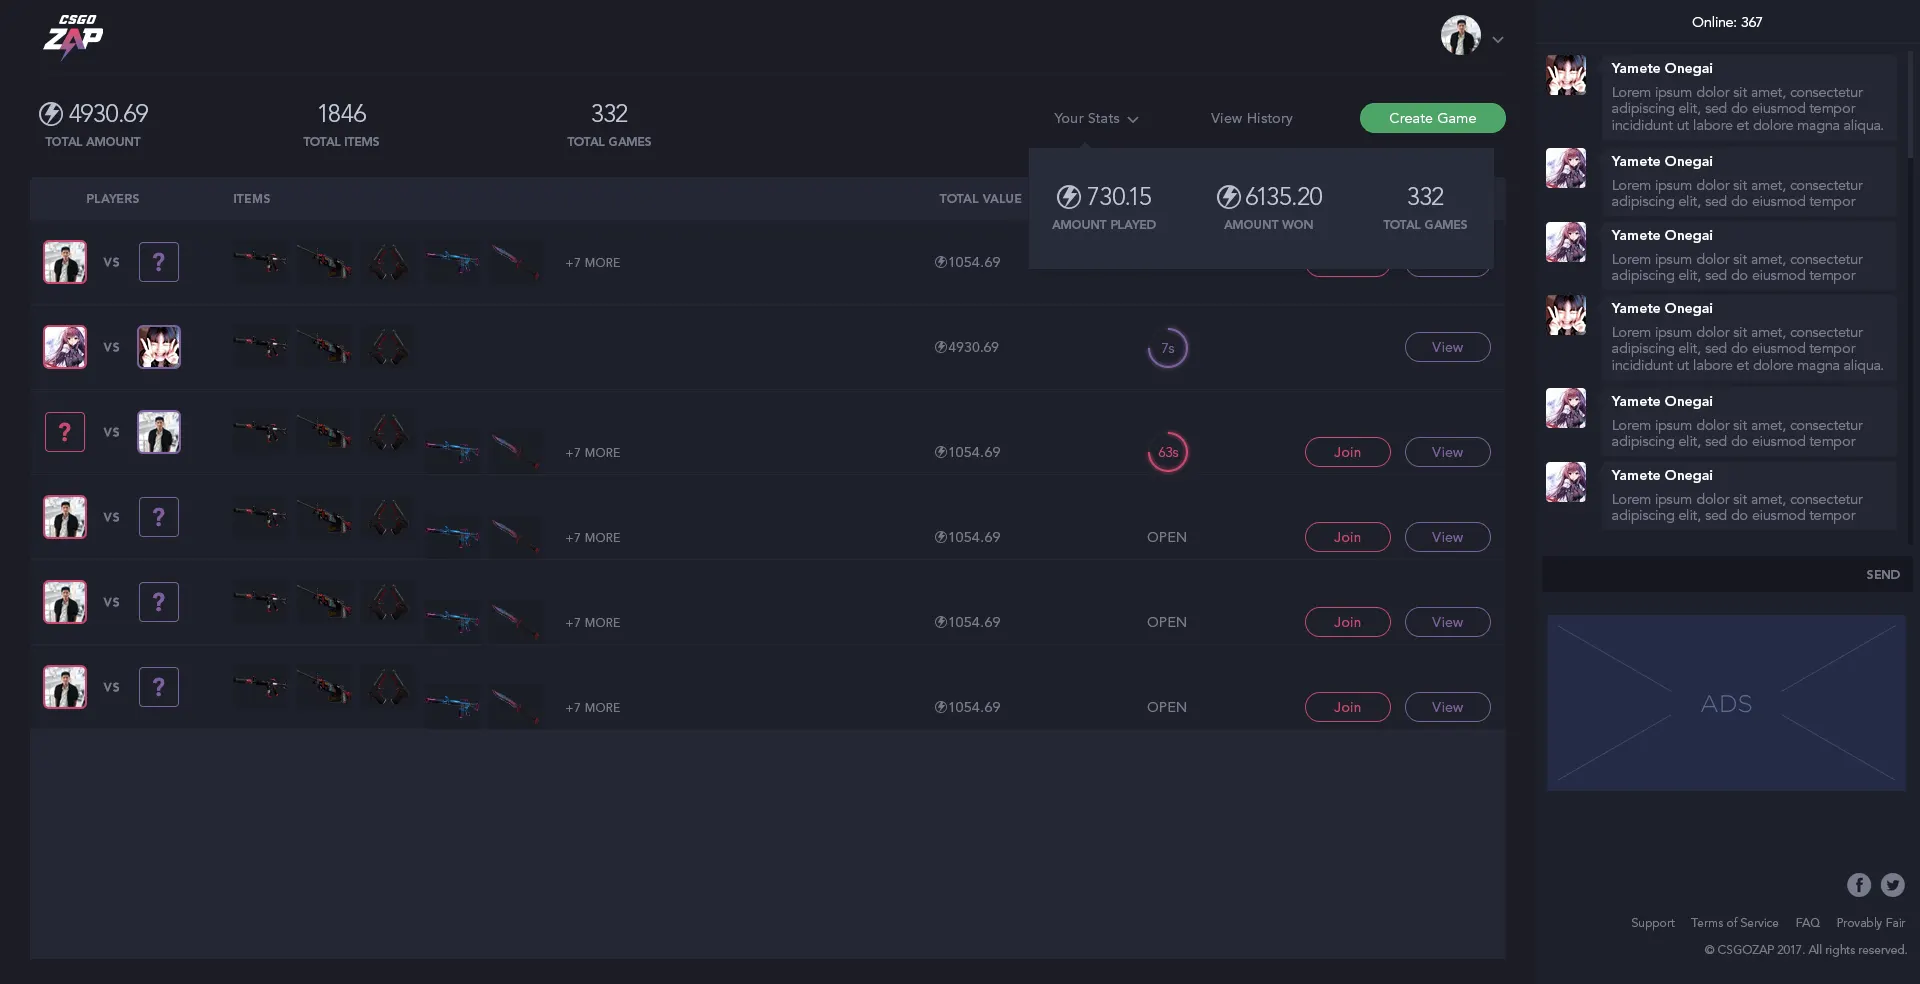 CSGO
ZAP
4930.69
TOTAL AMOUNT
1846
TOTAL ITEMS
332
TOTAL GAMES
Your Stats
View History
Create Game
730.15
AMOUNT PLAYED
6135.20
AMOUNT WON
332
TOTAL GAMES
PLAYERS
ITEMS
TOTAL VALUE
VS
?
+7 MORE
1054.69
VS
4930.69
7s
View
?
VS
+7 MORE
1054.69
63s
Join
View
VS
?
+7 MORE
1054.69
OPEN
Join
View
VS
?
+7 MORE
1054.69
OPEN
Join
View
VS
?
+7 MORE
1054.69
OPEN
Join
View
Online: 367
Yamete Onegai
Lorem ipsum dolor sit amet, consectetur
adipiscing elit, sed do eiusmod tempor
incididunt ut labore et dolore magna aliqua.
Yamete Onegai
Lorem ipsum dolor sit amet, consectetur
adipiscing elit, sed do eiusmod tempor
Yamete Onegai
Lorem ipsum dolor sit amet, consectetur
adipiscing elit, sed do eiusmod tempor
Yamete Onegai
Lorem ipsum dolor sit amet, consectetur
adipiscing elit, sed do eiusmod tempor
incididunt ut labore et dolore magna aliqua.
Yamete Onegai
Lorem ipsum dolor sit amet, consectetur
adipiscing elit, sed do eiusmod tempor
Yamete Onegai
Lorem ipsum dolor sit amet, consectetur
adipiscing elit, sed do eiusmod tempor
SEND
ADS
Support
Terms of Service
FAQ
Provably Fair
© CSGOZAP 2017. All rights reserved.